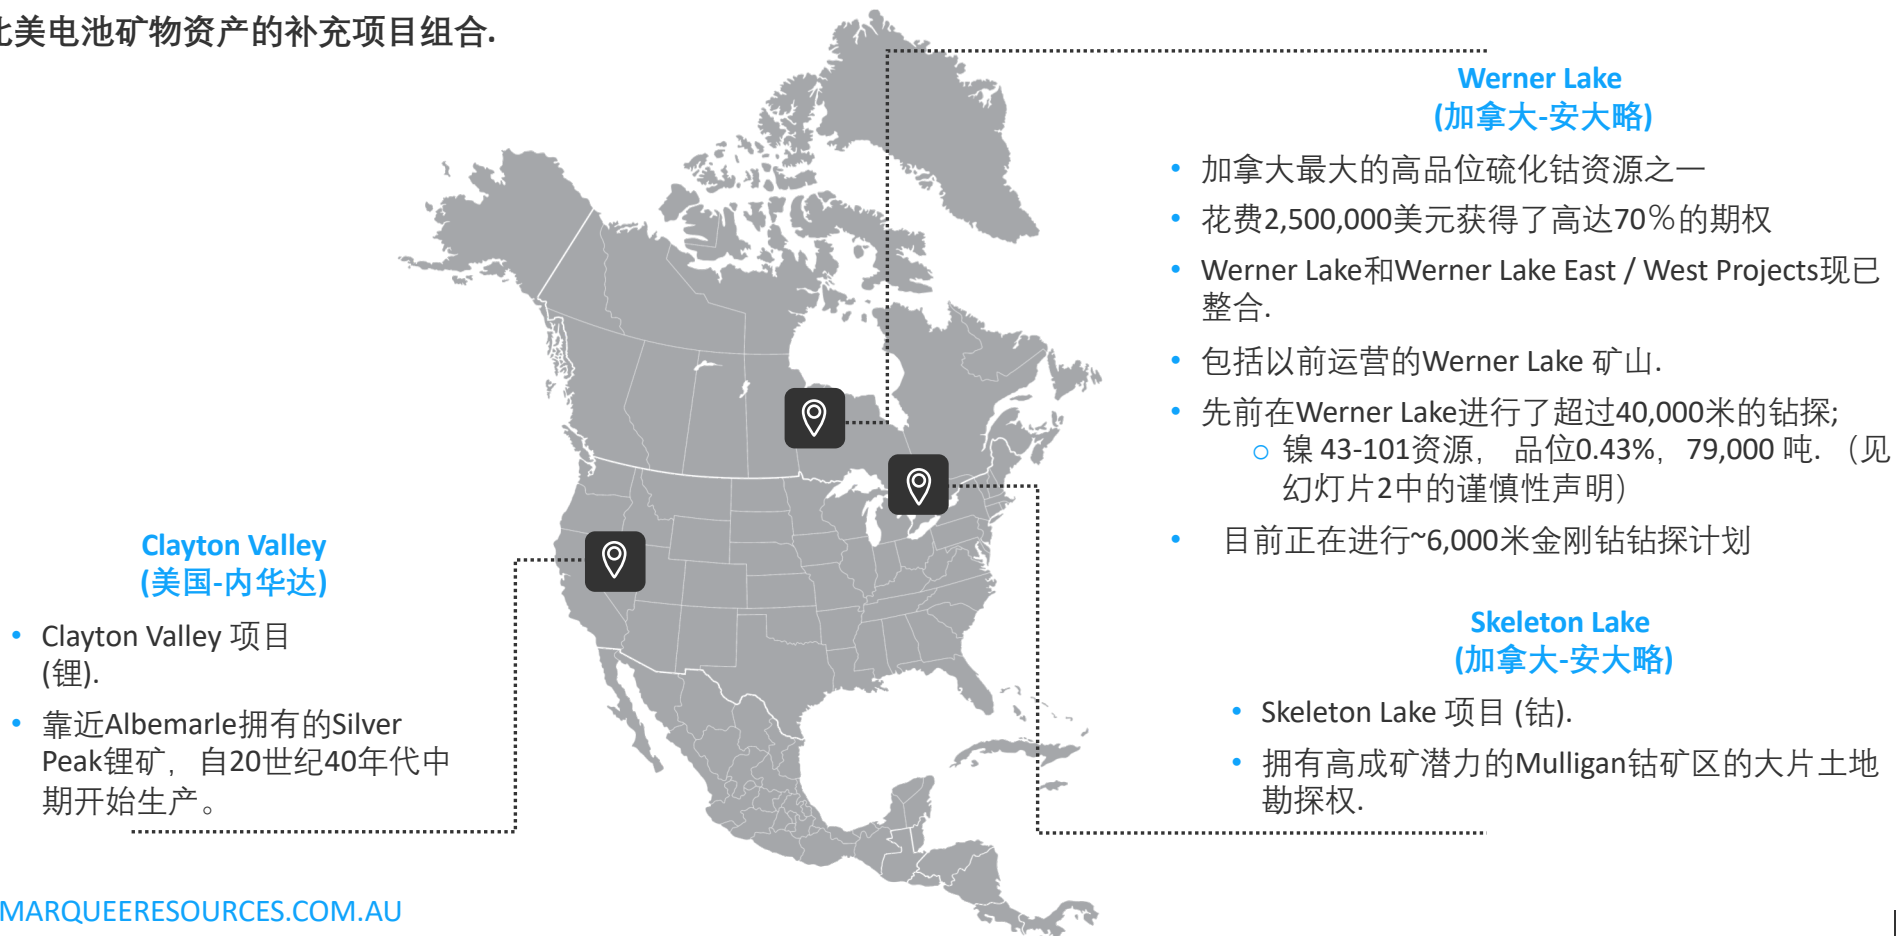 北美电池矿物资产的补充项目组合.
Werner Lake
(加拿大-安大略)
• 加拿大最大的高品位硫化钴资源之一
• 花费2,500,000美元获得了高达70%的期权
• Werner Lake和Werner Lake East / West Projects现已
整合.
• 包括以前运营的Werner Lake 矿山.
• 先前在Werner Lake进行了超过40,000米的钻探;
○ 镍 43-101资源, 品位0.43%, 79,000 吨. (见
幻灯片2中的谨慎性声明)
• 目前正在进行~6,000米金刚钻钻探计划
Clayton Valley
(美国-内华达)
• Clayton Valley 项目
(锂).
• 靠近Albemarle拥有的Silver
Peak锂矿, 自20世纪40年代中
期开始生产。
Skeleton Lake
(加拿大-安大略)
• Skeleton Lake 项目 (钴).
• 拥有高成矿潜力的Mulligan钴矿区的大片土地
勘探权.
MARQUEERESOURCES.COM.AU